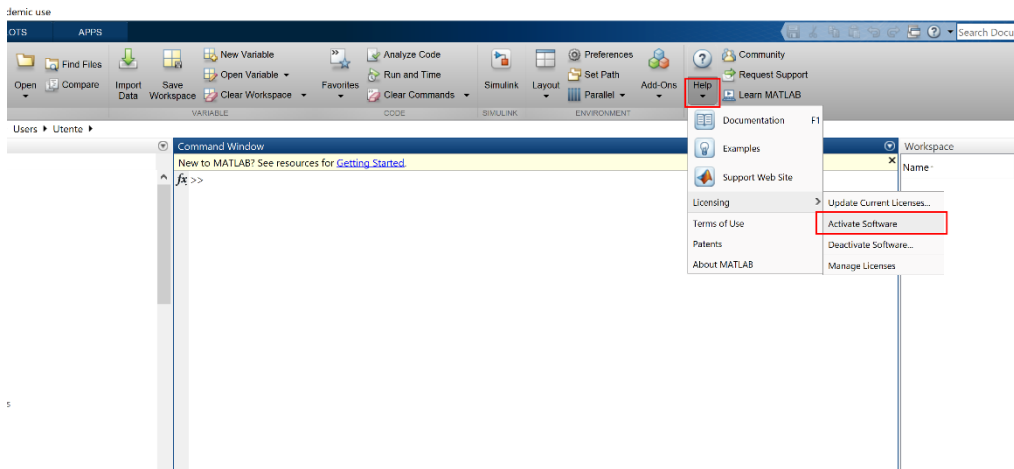 demic use
OTS APPS
Search Docu
Open
Find Files
Compare
Import Data
Save Workspace
New Variable
Open Variable
Clear Workspace
VARIABLE
Favorites
Analyze Code
Run and Time
Clear Commands
CODE
Simulink
SIMULINK
Layout
Preferences
Set Path
Parallel
Add-Ons
ENVIRONMENT
Help
Community
Request Support
Learn MATLAB
Users Utente
Command Window
New to MATLAB? See resources for Getting Started.
fx >>
Workspace
Name
Documentation F1
Examples
Support Web Site
Licensing
Terms of Use
Patents
About MATLAB
Update Current Licenses...
Activate Software
Deactivate Software...
Manage Licenses
s